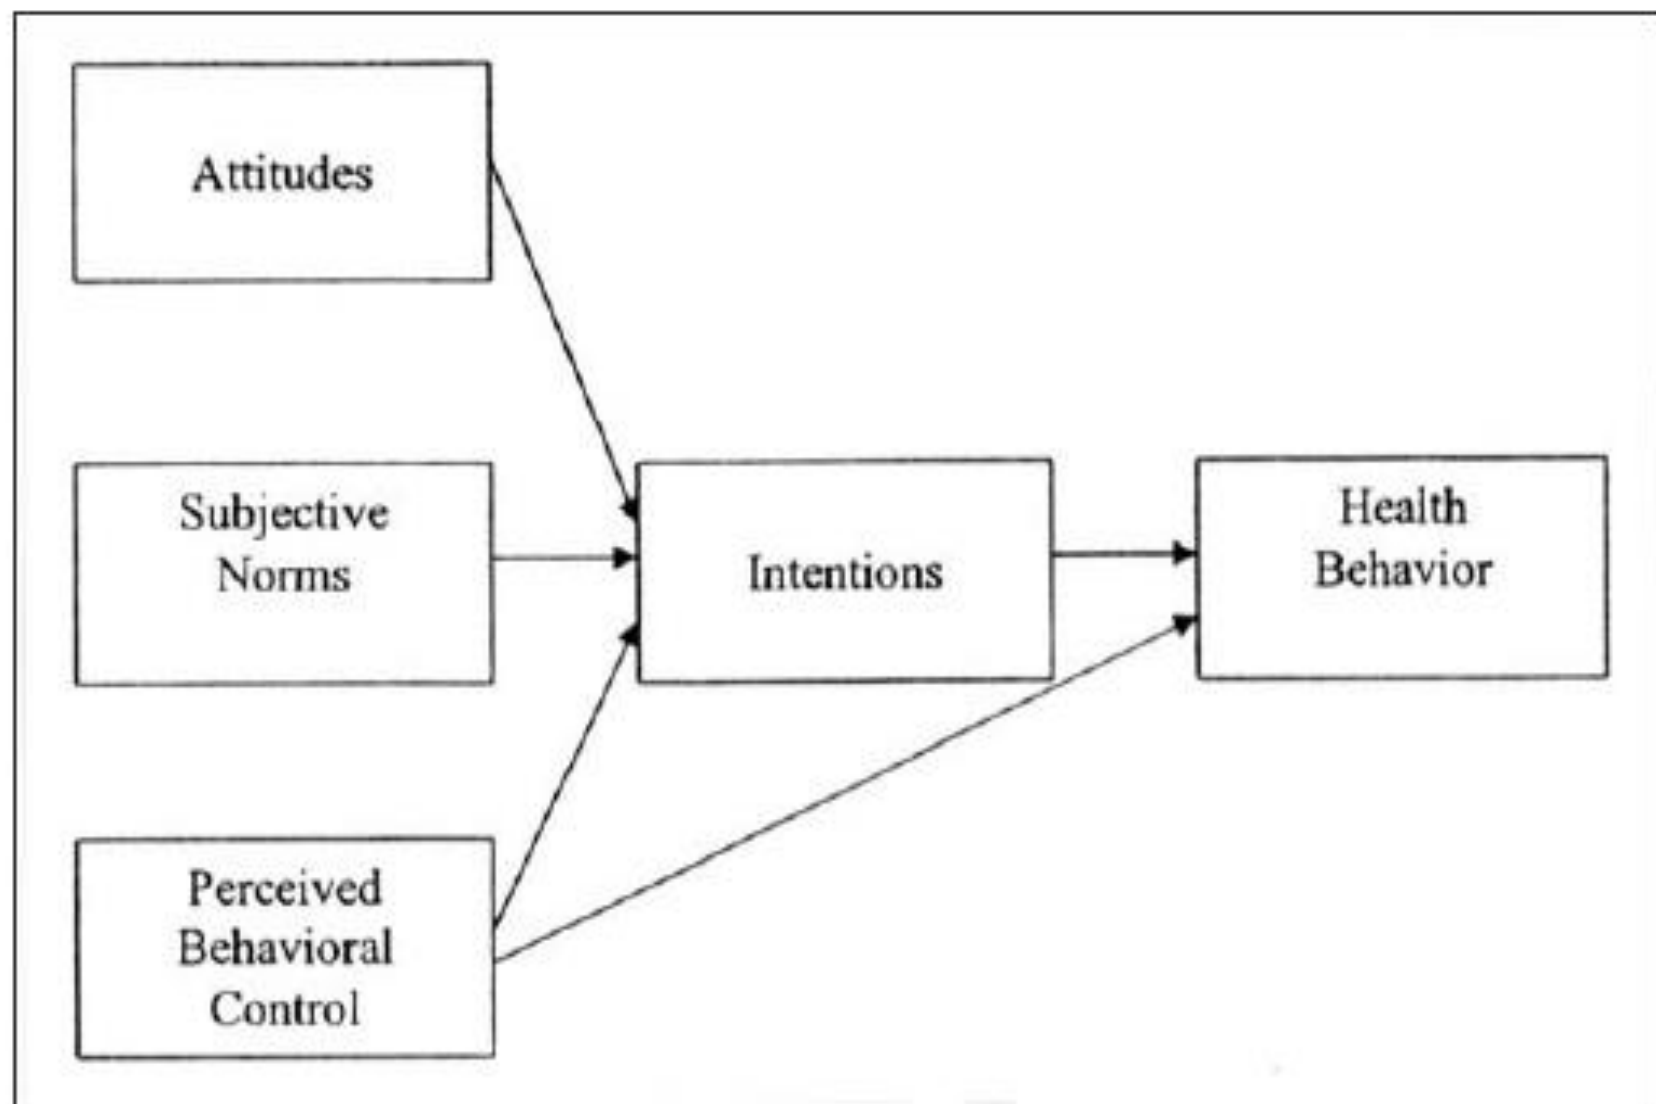 Attitudes
Subjective
Norms
Intentions
Health
Behavior
Perceived
Behavioral
Control